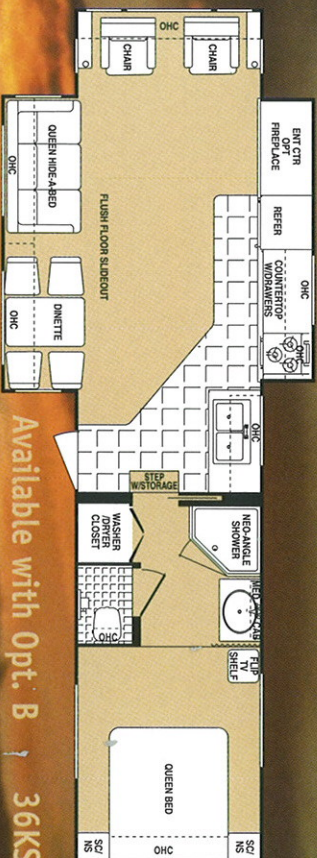 OHC
CHAIR
CHAIR
ENT CTR
OPT
FIREPLACE
QUEEN HIDE-A-BED
OHC
REFER
FLUSH FLOOR SLIDEOUT
COUNTERTOP
W/DRAWERS
OHC
OHC
DINETTE
OHC
OHC
STEP
W/STORAGE
WASHER
/DRYER
CLOSET
NEO-ANGLE
SHOWER
OHC
FLIP
TV
SHELF
QUEEN BED
SC/
NS
OHC
SC/
NS
Available with Opt. B
36KS